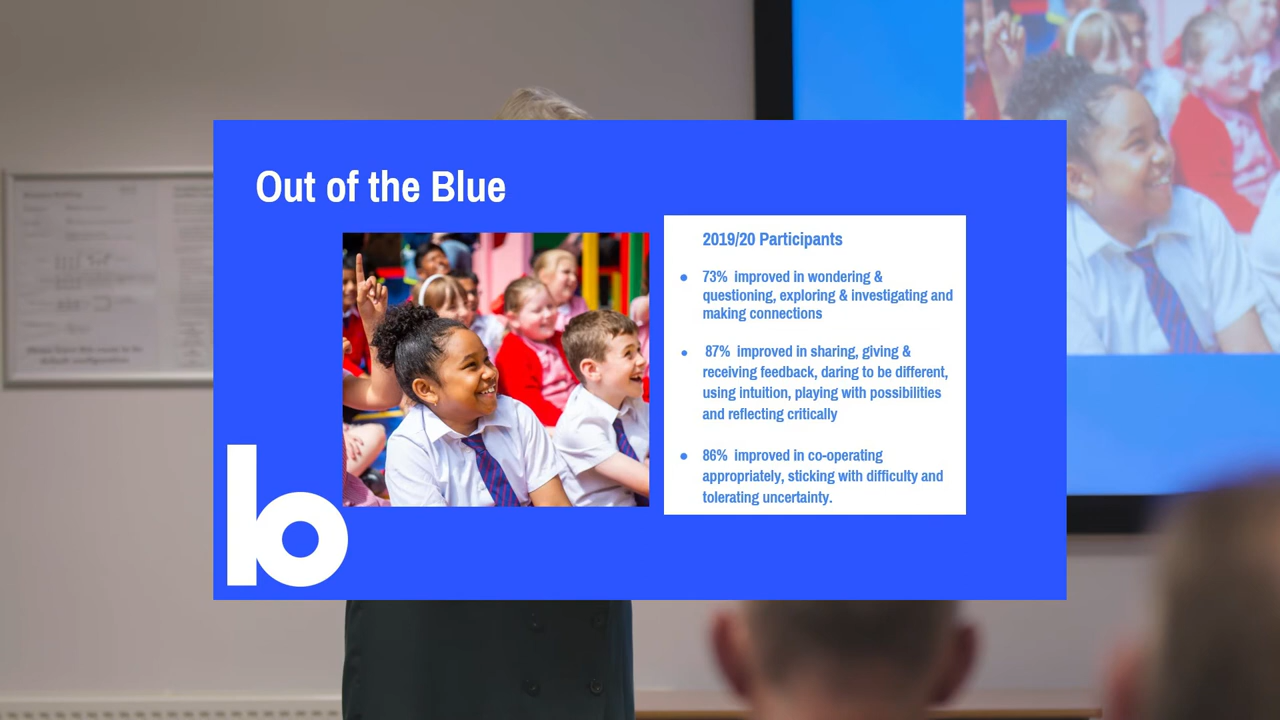 Out of the Blue
2019/20 Participants
● 73% improved in wondering &
questioning, exploring & investigating and
making connections
● 87% improved in sharing, giving &
receiving feedback, daring to be different,
using intuition, playing with possibilities
and reflecting critically
● 86% improved in co-operating
appropriately, sticking with difficulty and
tolerating uncertainty.
b